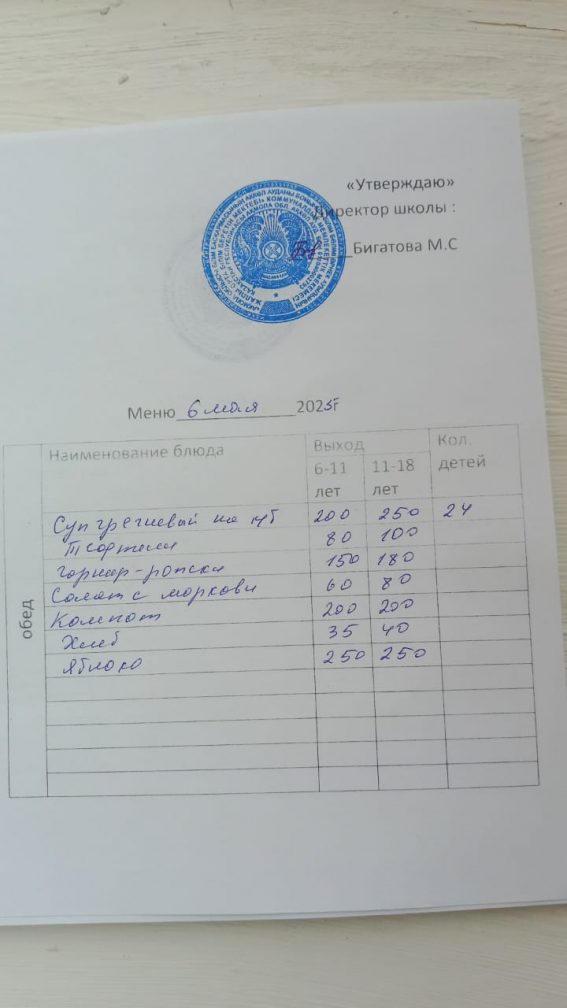 «Утверждаю»
Директор школы :
Бигатова М.С
Меню 6 мая 2025г
Наименование блюда Выход Кол. детей
6-11 лет 11-18 лет
обед
Суп гречневый на 200 250 24
80 100
Гарнир- 150 180
Салат с моркови 60 80
Компот 200 200
Хлеб 35 40
Яблоко 250 250